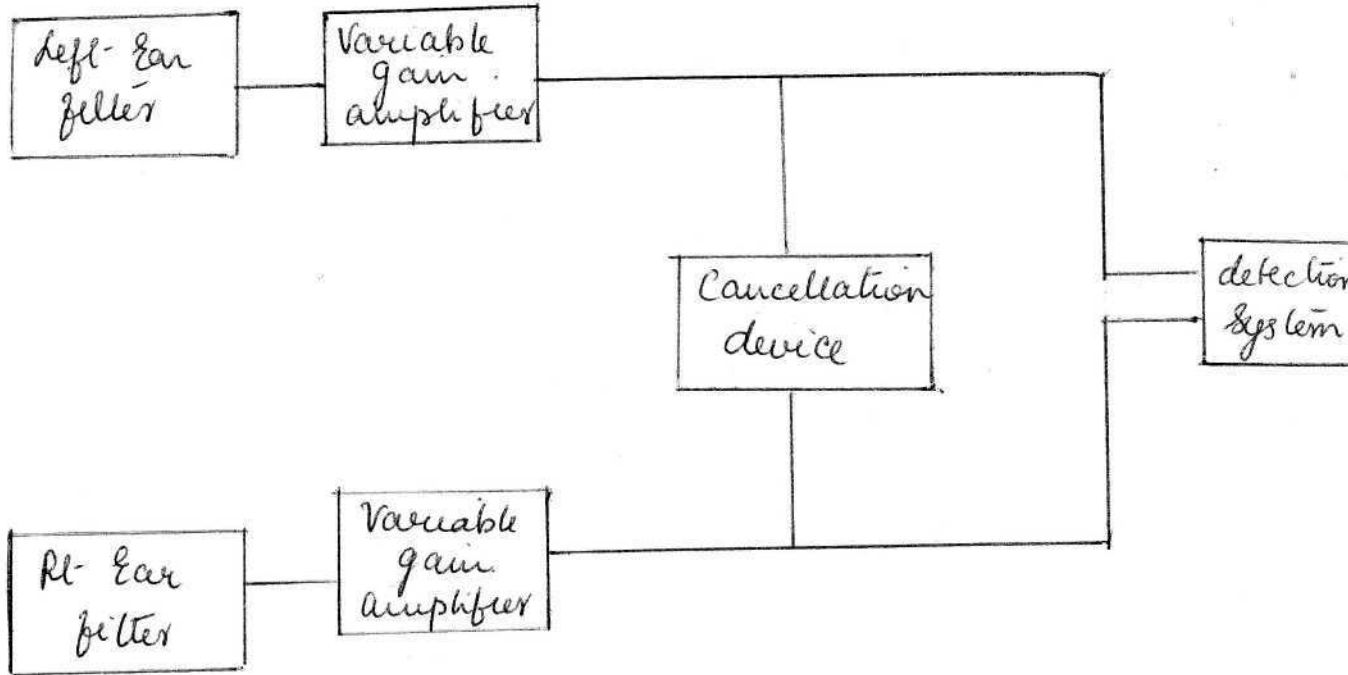 Left- Ear
filter
Variable
gain
amplifier
Cancellation
device
detection
System
Rt- Ear
filter
Variable
gain
amplifier